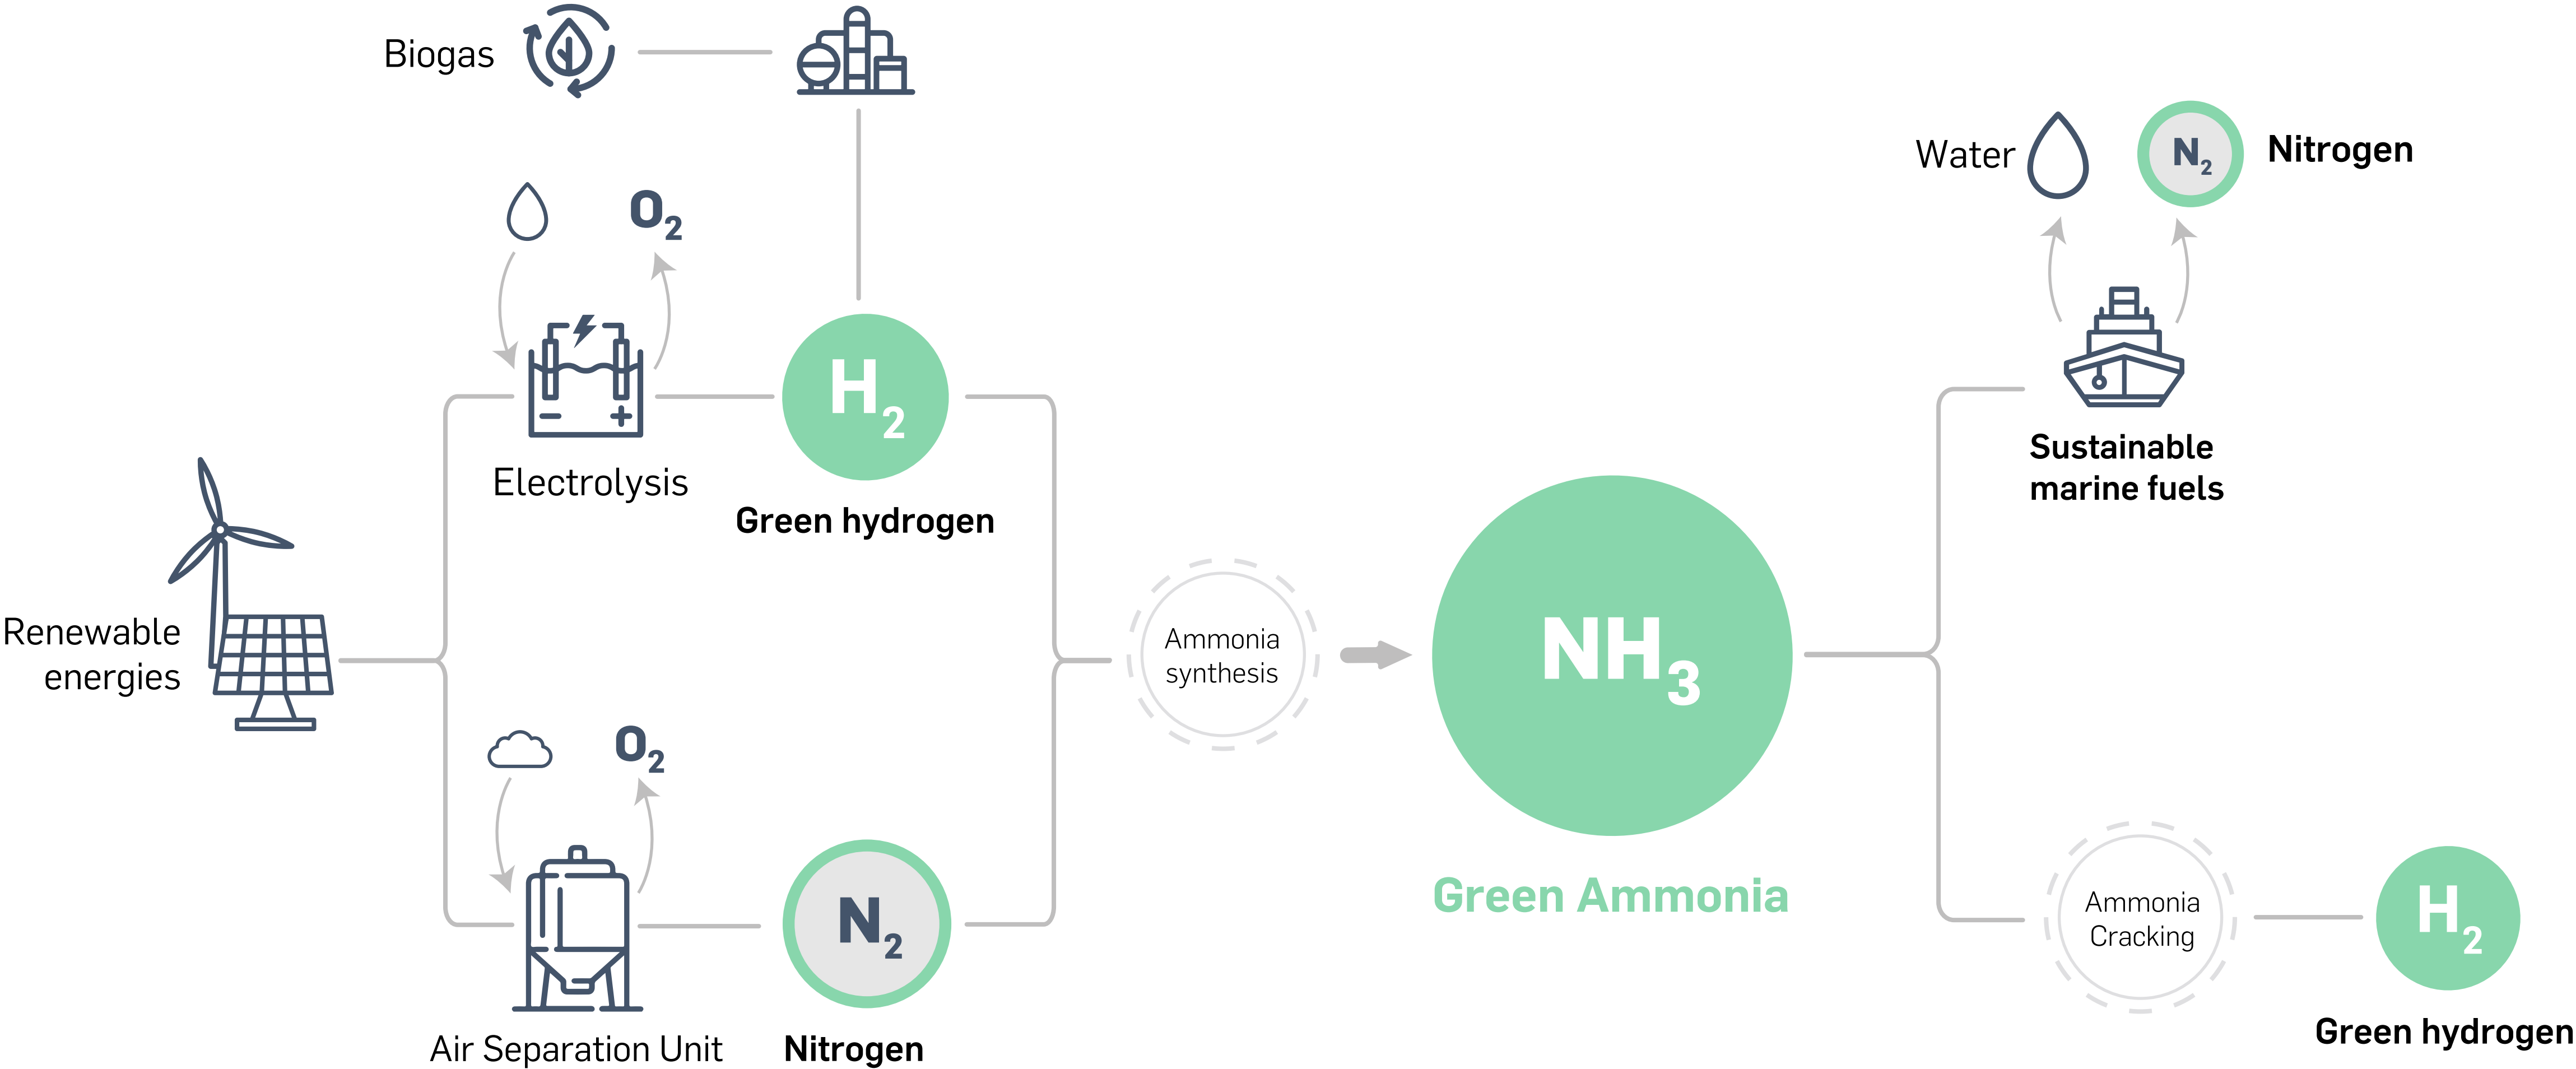 Biogas
O2
Electrolysis
H2
Green hydrogen
Renewable
energies
O2
Air Separation Unit
N2
Nitrogen
Ammonia
synthesis
NH3
Green Ammonia
Water
N2
Nitrogen
Sustainable
marine fuels
Ammonia
Cracking
H2
Green hydrogen